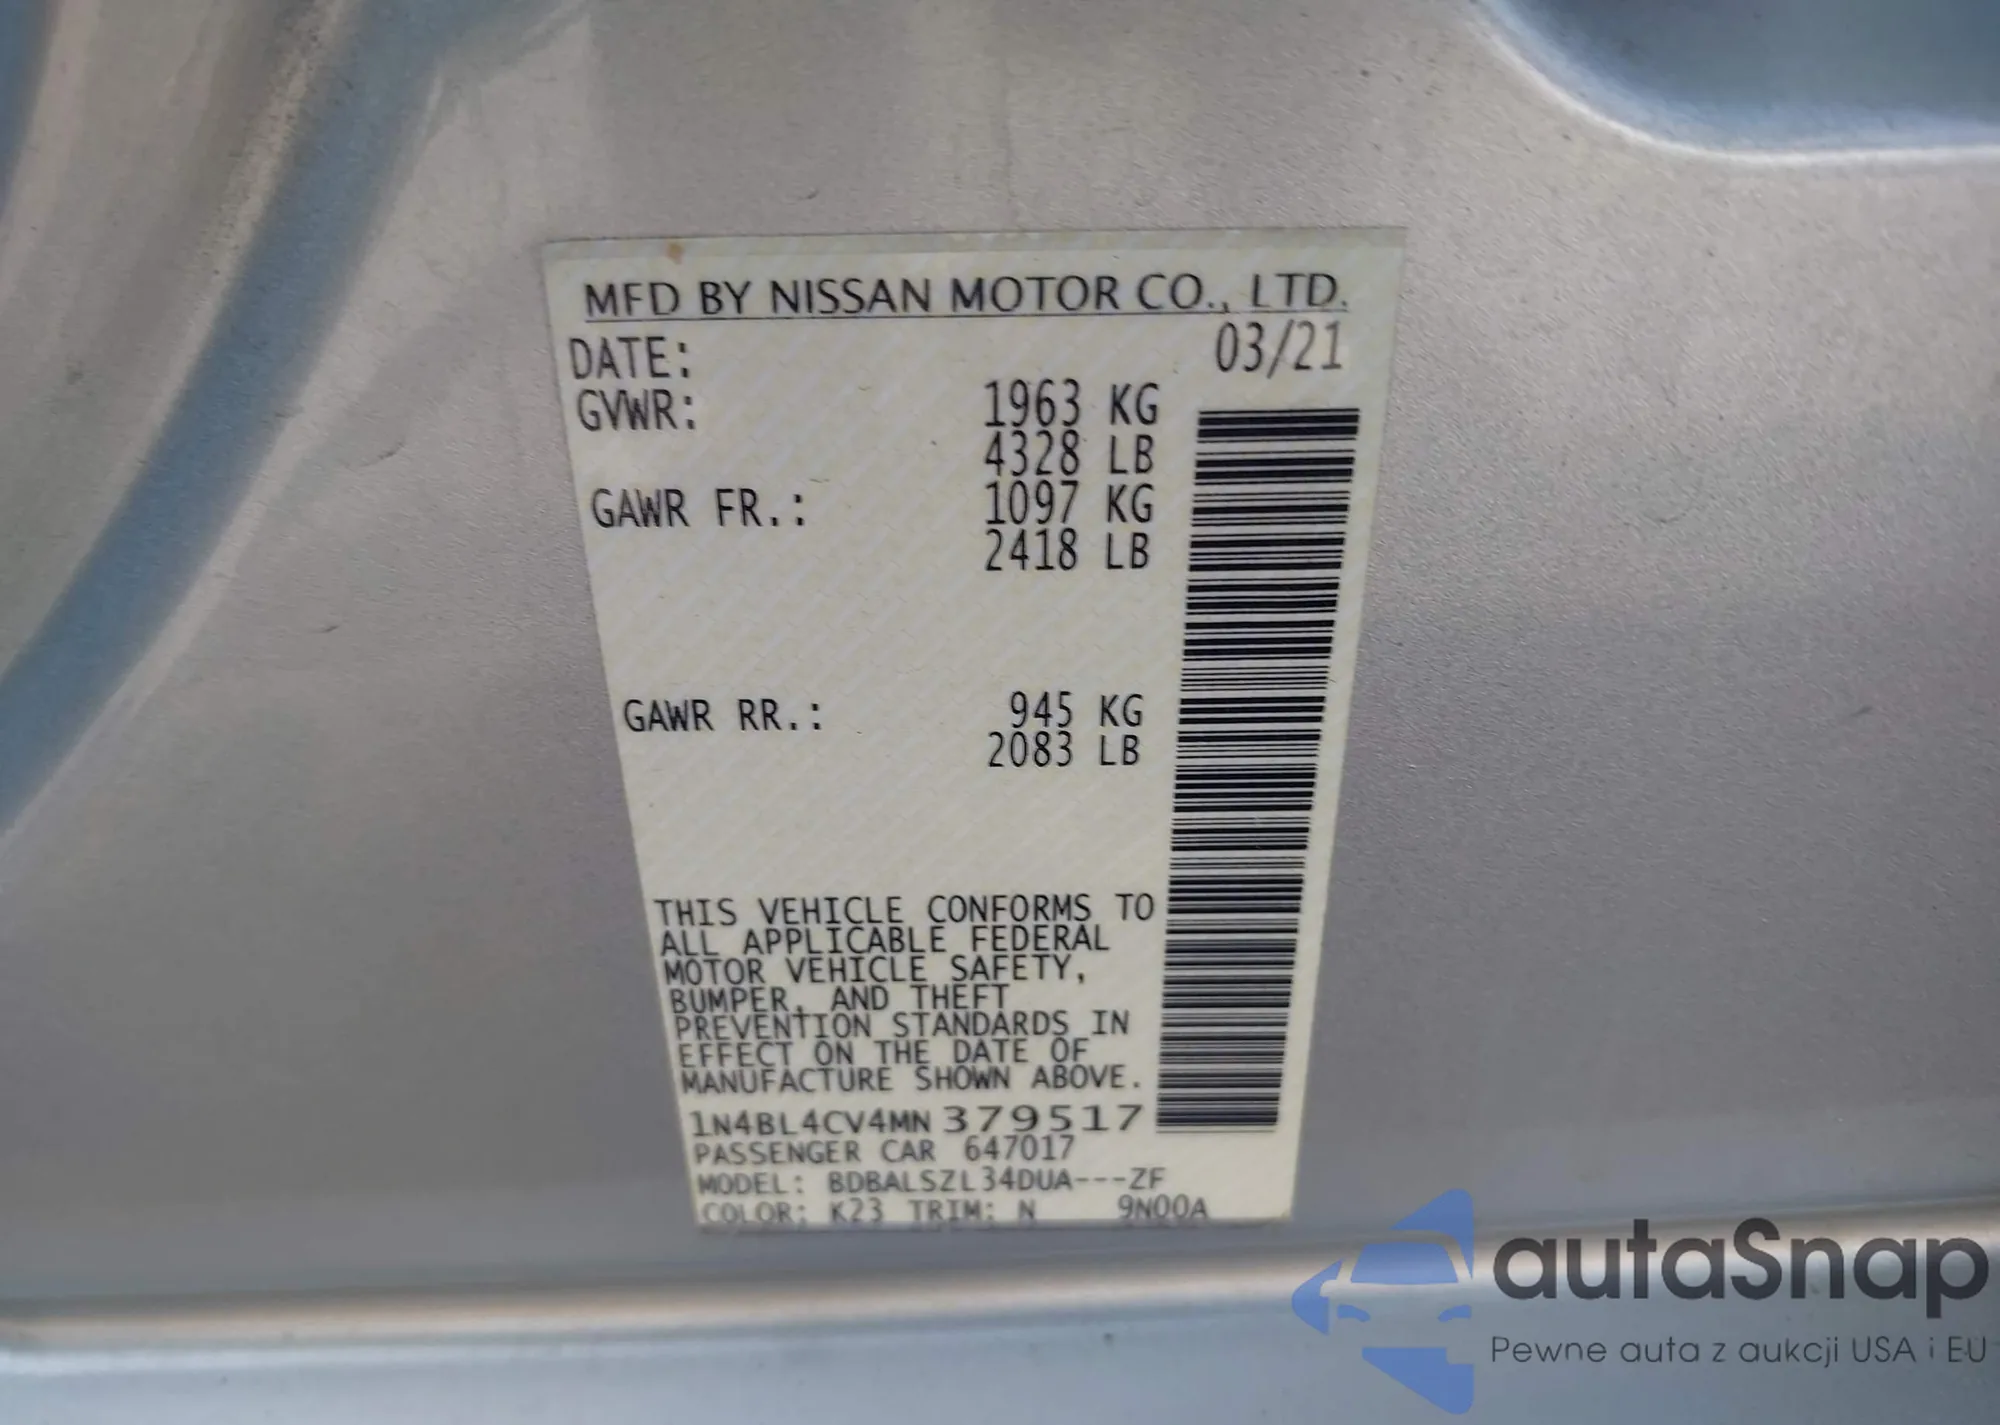 MFD BY NISSAN MOTOR CO., LTD.
DATE: 03/21
GVWR: 1963 KG
4328 LB
GAWR FR.: 1097 KG
2418 LB
GAWR RR.: 945 KG
2083 LB
THIS VEHICLE CONFORMS TO
ALL APPLICABLE FEDERAL
MOTOR VEHICLE SAFETY,
BUMPER, AND THEFT
PREVENTION STANDARDS IN
EFFECT ON THE DATE OF
MANUFACTURE SHOWN ABOVE.
1N4BL4CV4MN379517
PASSENGER CAR 647017
MODEL: BDBALSZL34DUA---ZF
COLOR: K23 TRIM: N 9N00A
autaSnap
Pewne auta z aukcji USA i EU